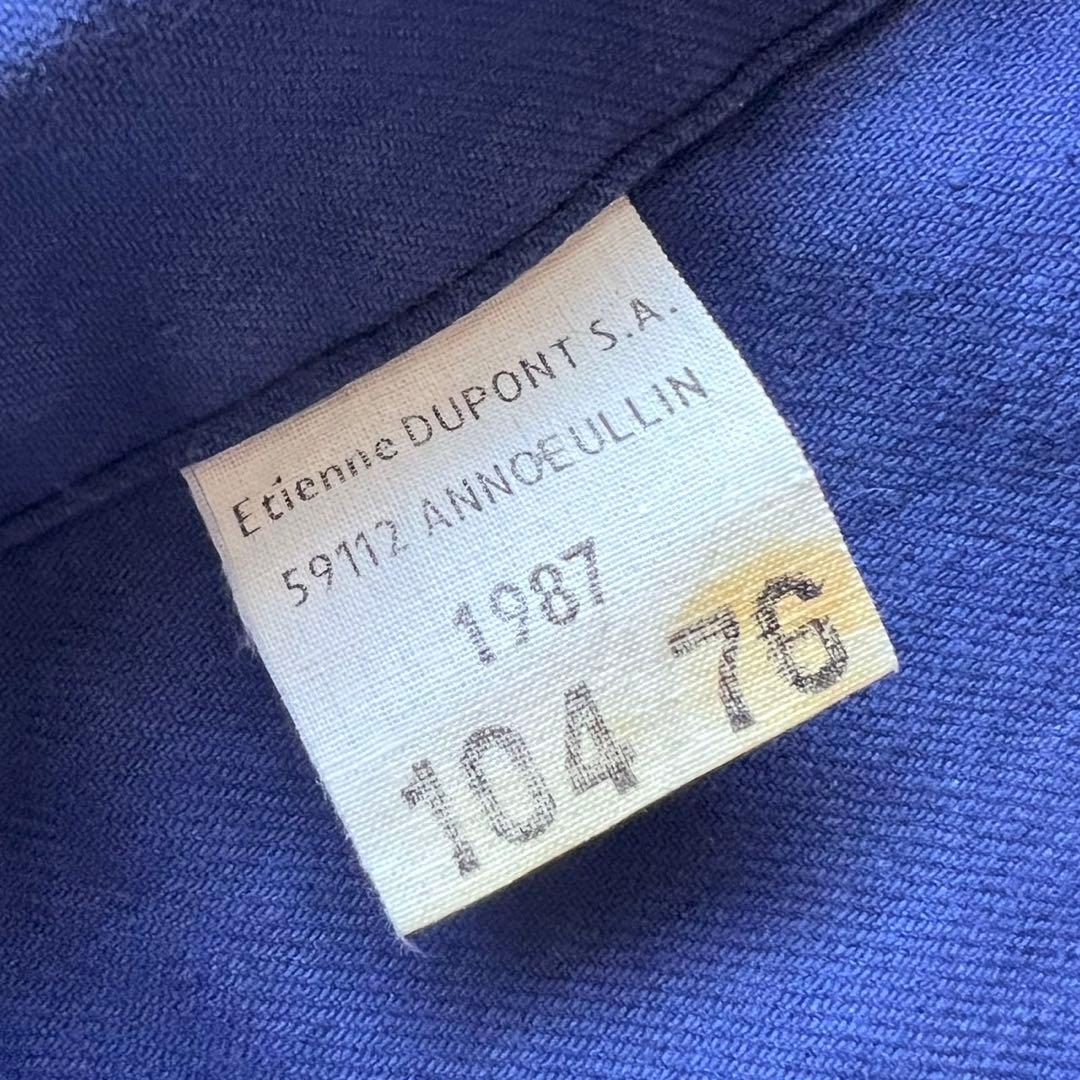 Etienne DUPONT S.A.
59112 ANNOEULLIN
1987
104 76